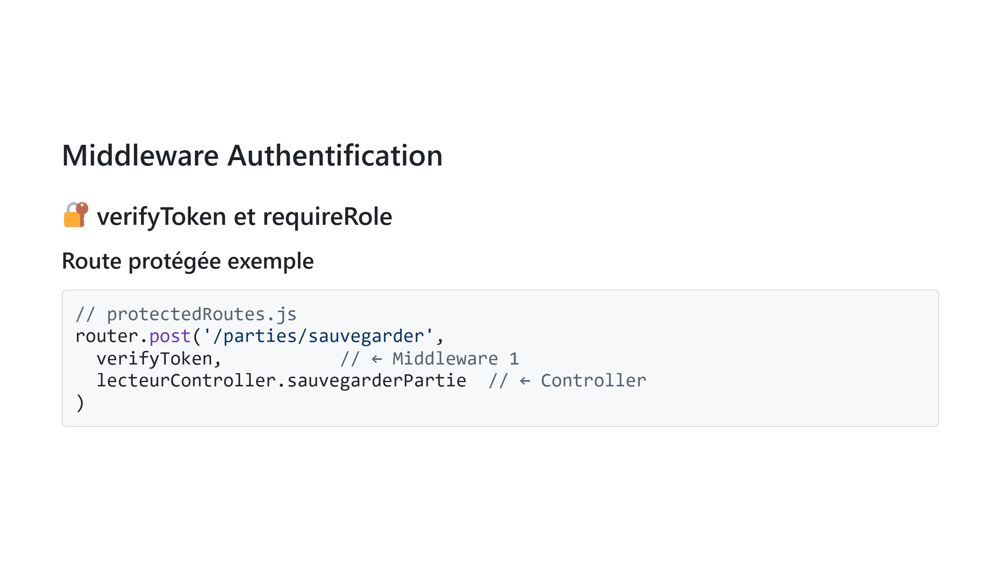 Middleware Authentification
🔐 verifyToken et requireRole
Route protégée exemple
// protectedRoutes.js
router.post('/parties/sauvegarder',
  verifyToken,           // ← Middleware 1
  lecteurController.sauvegarderPartie  // ← Controller
)